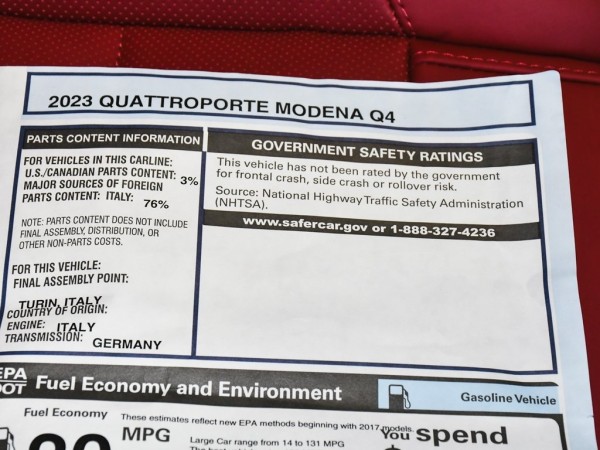 2023 QUATTROPORTE MODENA Q4
PARTS CONTENT INFORMATION
FOR VEHICLES IN THIS CARLINE:
U.S./CANADIAN PARTS CONTENT: 3%
MAJOR SOURCES OF FOREIGN
PARTS CONTENT: ITALY: 76%
NOTE: PARTS CONTENT DOES NOT INCLUDE
FINAL ASSEMBLY, DISTRIBUTION, OR
OTHER NON-PARTS COSTS.
FOR THIS VEHICLE:
FINAL ASSEMBLY POINT:
TURIN, ITALY
COUNTRY OF ORIGIN:
ENGINE: ITALY
TRANSMISSION: GERMANY
GOVERNMENT SAFETY RATINGS
This vehicle has not been rated by the government
for frontal crash, side crash or rollover risk.
Source: National Highway Traffic Safety Administration
(NHTSA).
www.safercar.gov or 1-888-327-4236
EPA
DOT Fuel Economy and Environment
Gasoline Vehicle
Fuel Economy
These estimates reflect new EPA methods beginning with 2017 models.
MPG
Large Car range from 14 to 131 MPG
You spend